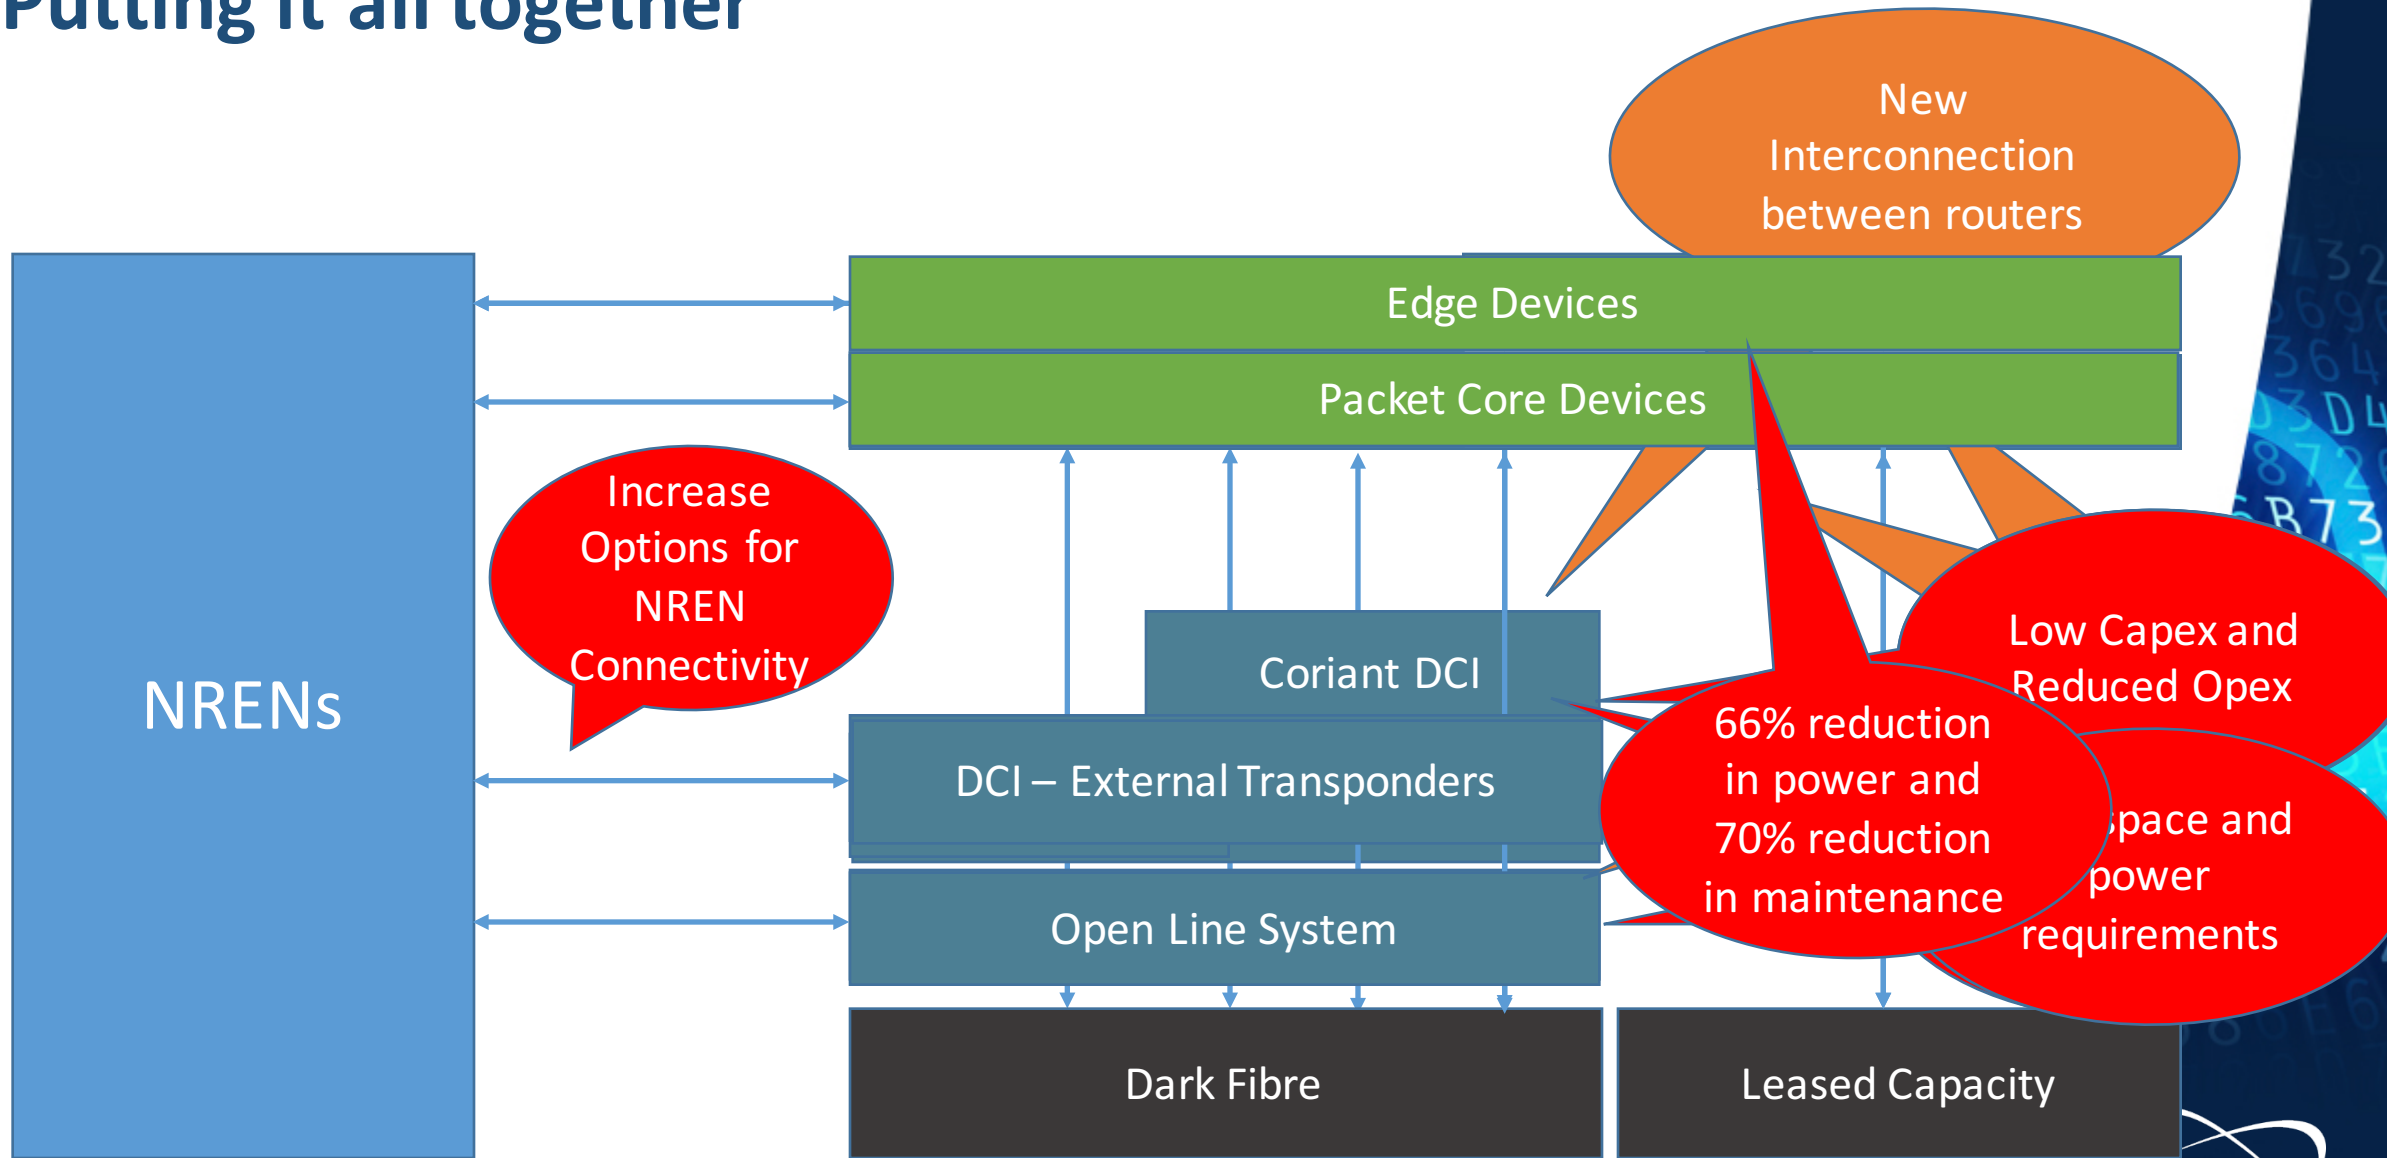 Putting it all together
New
Interconnection
between routers
Edge Devices
Packet Core Devices
Increase
Options for
NREN
Connectivity
NRENs
Coriant DCI
Low Capex and
Reduced Opex
66% reduction
in power and
70% reduction
in maintenance
space and
power
requirements
DCI – External Transponders
Open Line System
Dark Fibre
Leased Capacity